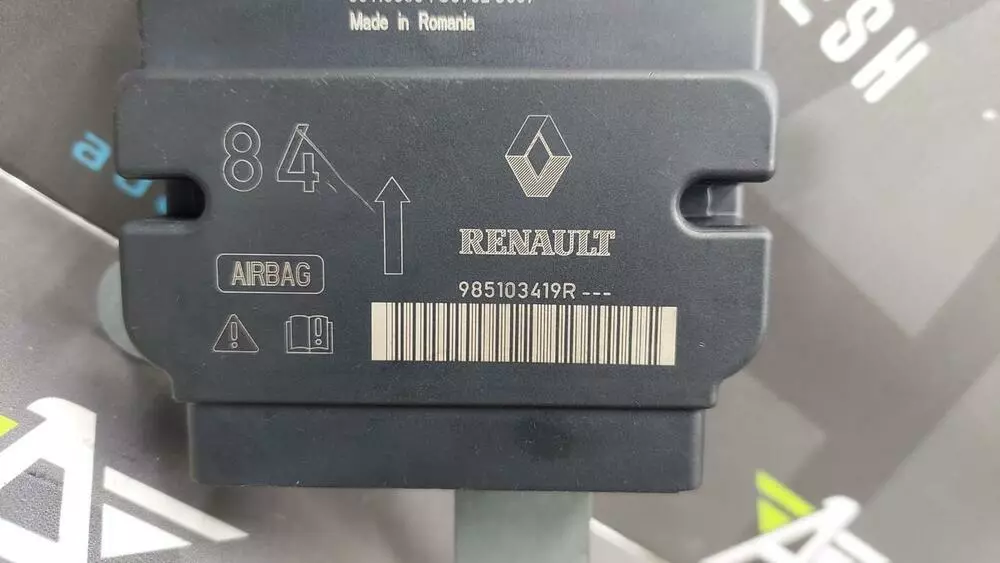 Made in Romania
84
RENAULT
AIRBAG
985103419R ---